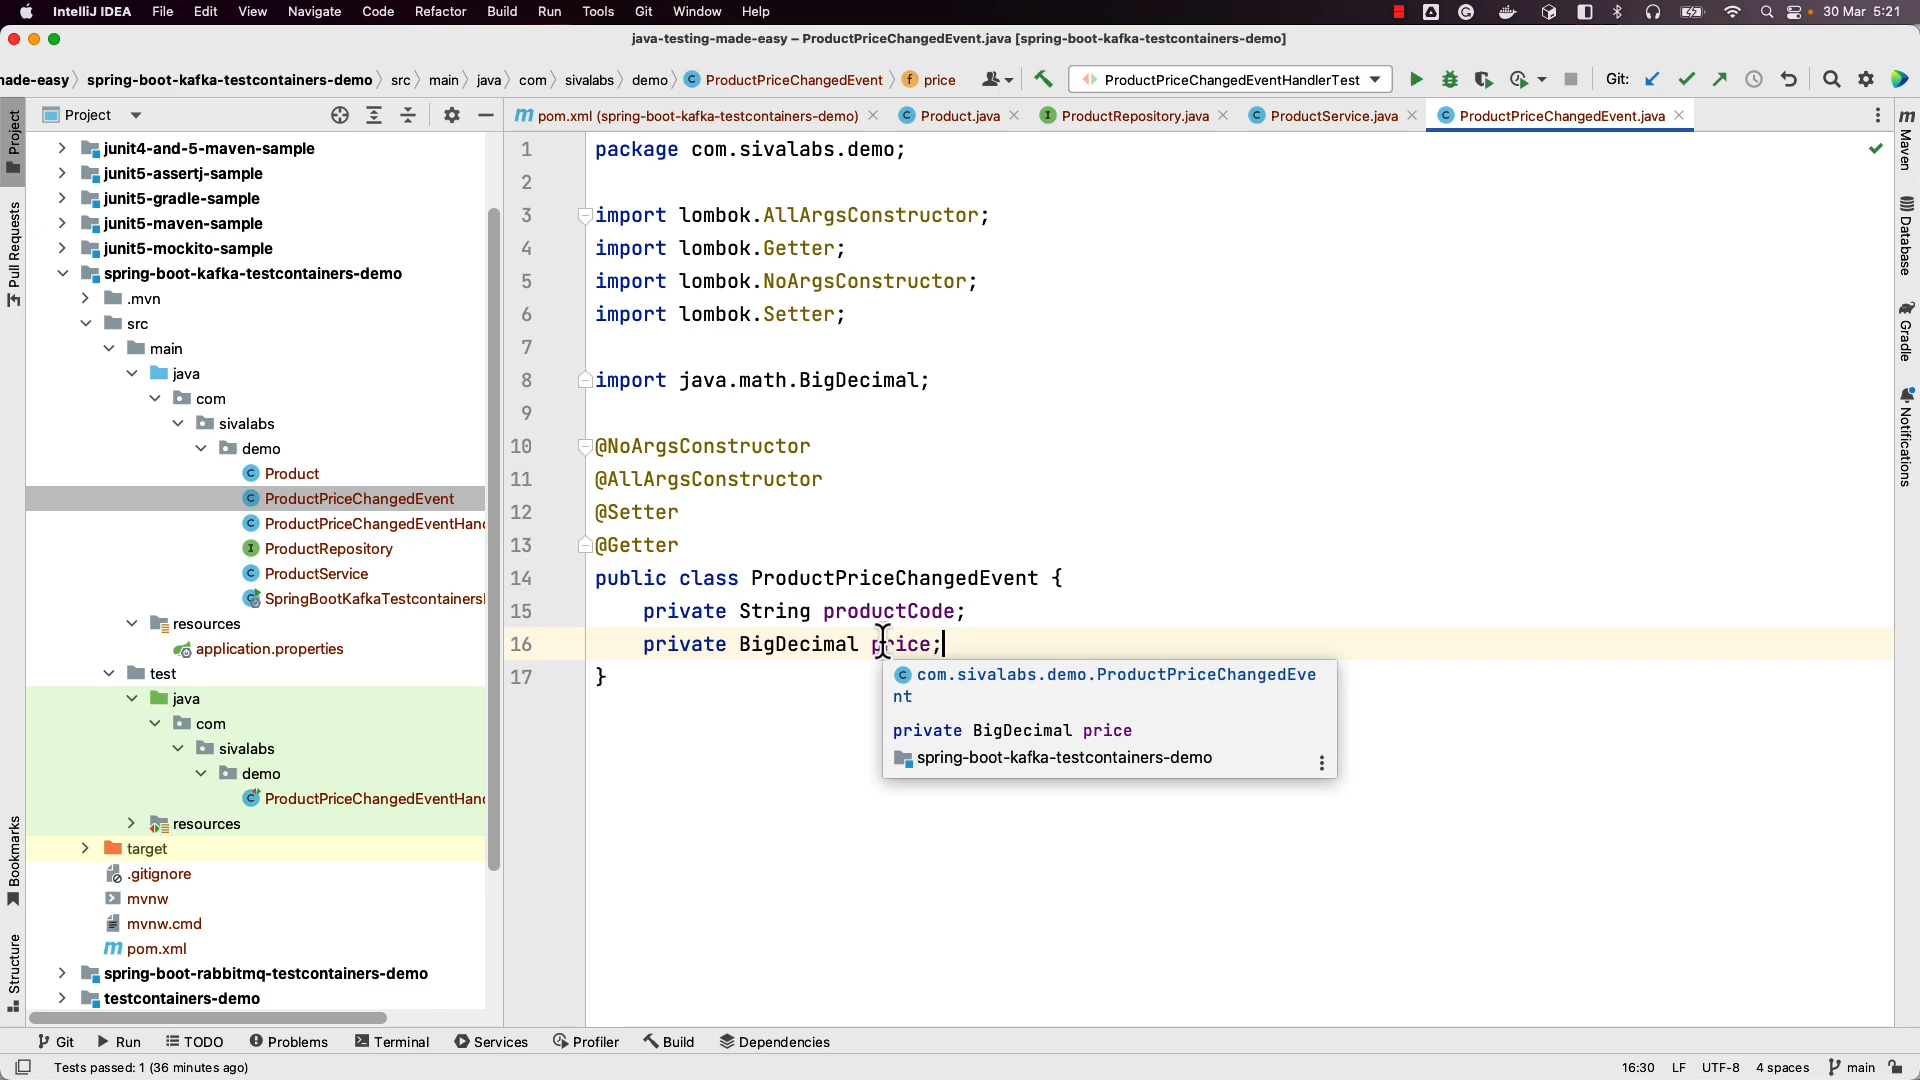 IntelliJ IDEA File Edit View Navigate Code Refactor Build Run Tools Git Window Help 30 Mar 5:21
java-testing-made-easy – ProductPriceChangedEvent.java [spring-boot-kafka-testcontainers-demo]
made-easy spring-boot-kafka-testcontainers-demo src main java com sivalabs demo ProductPriceChangedEvent price ProductPriceChangedEventHandlerTest Git:
Project
pom.xml (spring-boot-kafka-testcontainers-demo) Product.java ProductRepository.java ProductService.java ProductPriceChangedEvent.java
Project
Pull Requests
Bookmarks
Structure
junit4-and-5-maven-sample
junit5-assertj-sample
junit5-gradle-sample
junit5-maven-sample
junit5-mockito-sample
spring-boot-kafka-testcontainers-demo
.mvn
src
main
java
com
sivalabs
demo
Product
ProductPriceChangedEvent
ProductPriceChangedEventHand
ProductRepository
ProductService
SpringBootKafkaTestcontainersI
resources
application.properties
test
java
com
sivalabs
demo
ProductPriceChangedEventHand
resources
target
.gitignore
mvnw
mvnw.cmd
pom.xml
spring-boot-rabbitmq-testcontainers-demo
testcontainers-demo
1 package com.sivalabs.demo;
2
3 import lombok.AllArgsConstructor;
4 import lombok.Getter;
5 import lombok.NoArgsConstructor;
6 import lombok.Setter;
7
8 import java.math.BigDecimal;
9
10 @NoArgsConstructor
11 @AllArgsConstructor
12 @Setter
13 @Getter
14 public class ProductPriceChangedEvent {
15 private String productCode;
16 private BigDecimal price;
17 }
com.sivalabs.demo.ProductPriceChangedEve
nt
private BigDecimal price
spring-boot-kafka-testcontainers-demo
Maven
Database
Gradle
Notifications
Git Run TODO Problems Terminal Services Profiler Build Dependencies
Tests passed: 1 (36 minutes ago) 16:30 LF UTF-8 4 spaces main